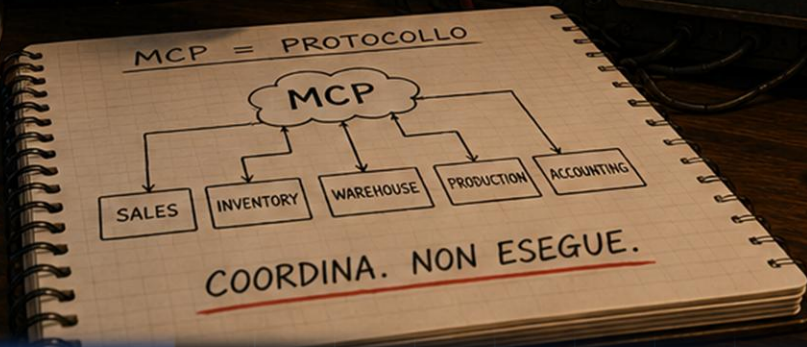 MCP = PROTOCOLLO
MCP
SALES
INVENTORY
WAREHOUSE
PRODUCTION
ACCOUNTING
COORDINA. NON ESEGUE.